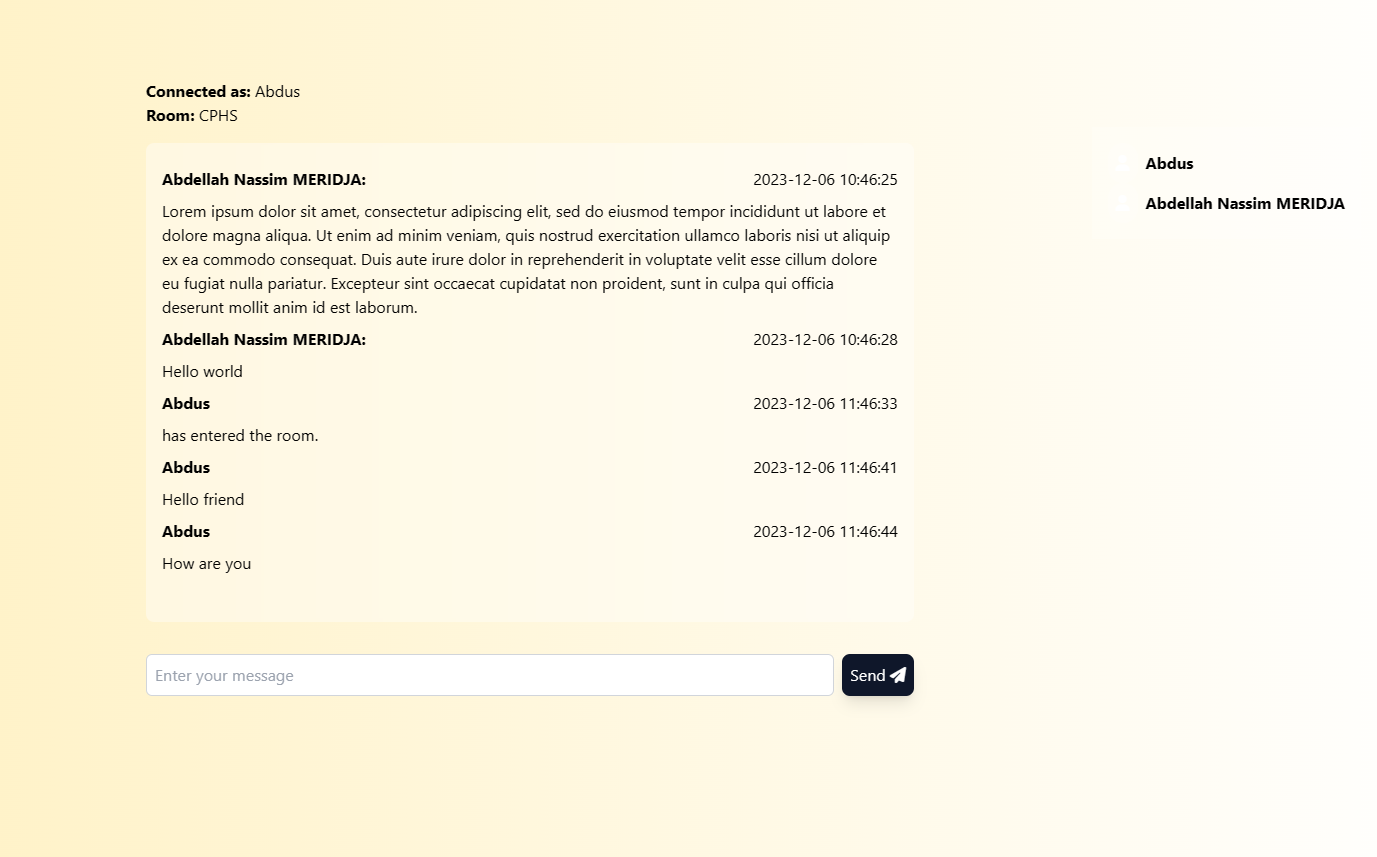 Connected as: Abdus
Room: CPHS
Abdellah Nassim MERIDJA: 2023-12-06 10:46:25
Lorem ipsum dolor sit amet, consectetur adipiscing elit, sed do eiusmod tempor incididunt ut labore et
dolore magna aliqua. Ut enim ad minim veniam, quis nostrud exercitation ullamco laboris nisi ut aliquip
ex ea commodo consequat. Duis aute irure dolor in reprehenderit in voluptate velit esse cillum dolore
eu fugiat nulla pariatur. Excepteur sint occaecat cupidatat non proident, sunt in culpa qui officia
deserunt mollit anim id est laborum.
Abdellah Nassim MERIDJA: 2023-12-06 10:46:28
Hello world
Abdus 2023-12-06 11:46:33
has entered the room.
Abdus 2023-12-06 11:46:41
Hello friend
Abdus 2023-12-06 11:46:44
How are you
Enter your message
Send
Abdus
Abdellah Nassim MERIDJA